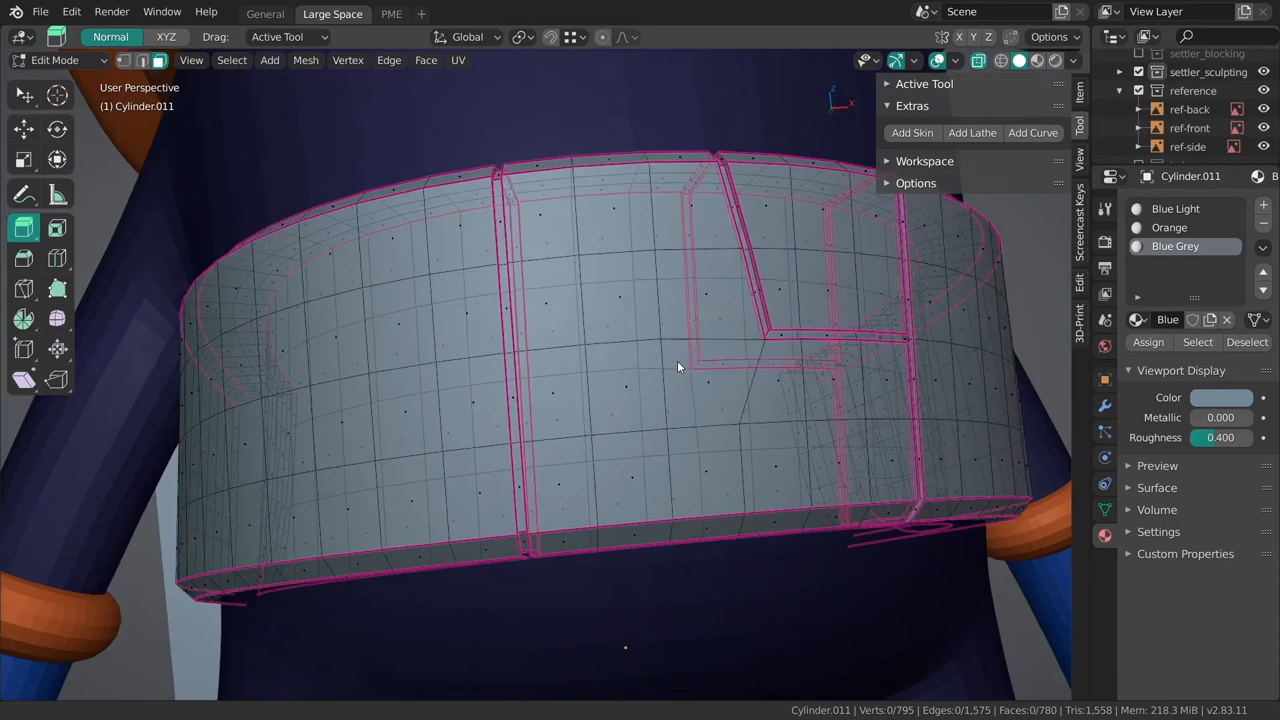 File Edit Render Window Help General Large Space PME Scene View Layer
Normal XYZ Drag: Active Tool Global X Y Z Options
Edit Mode View Select Add Mesh Vertex Edge Face UV
User Perspective
(1) Cylinder.011
Z
X
Active Tool
Extras
Add Skin Add Lathe Add Curve
Workspace
Options
Item
Tool
View
Screencast Keys
Edit
3D-Print
settler_blocking
settler_sculpting
reference
ref-back
ref-front
ref-side
Cylinder.011 B
Blue Light
Orange
Blue Grey
Blue
Assign Select Deselect
Viewport Display
Color
Metallic 0.000
Roughness 0.400
Preview
Surface
Volume
Settings
Custom Properties
Cylinder.011 | Verts:0/795 | Edges:0/1,575 | Faces:0/780 | Tris:1,558 | Mem: 218.3 MiB | v2.83.11